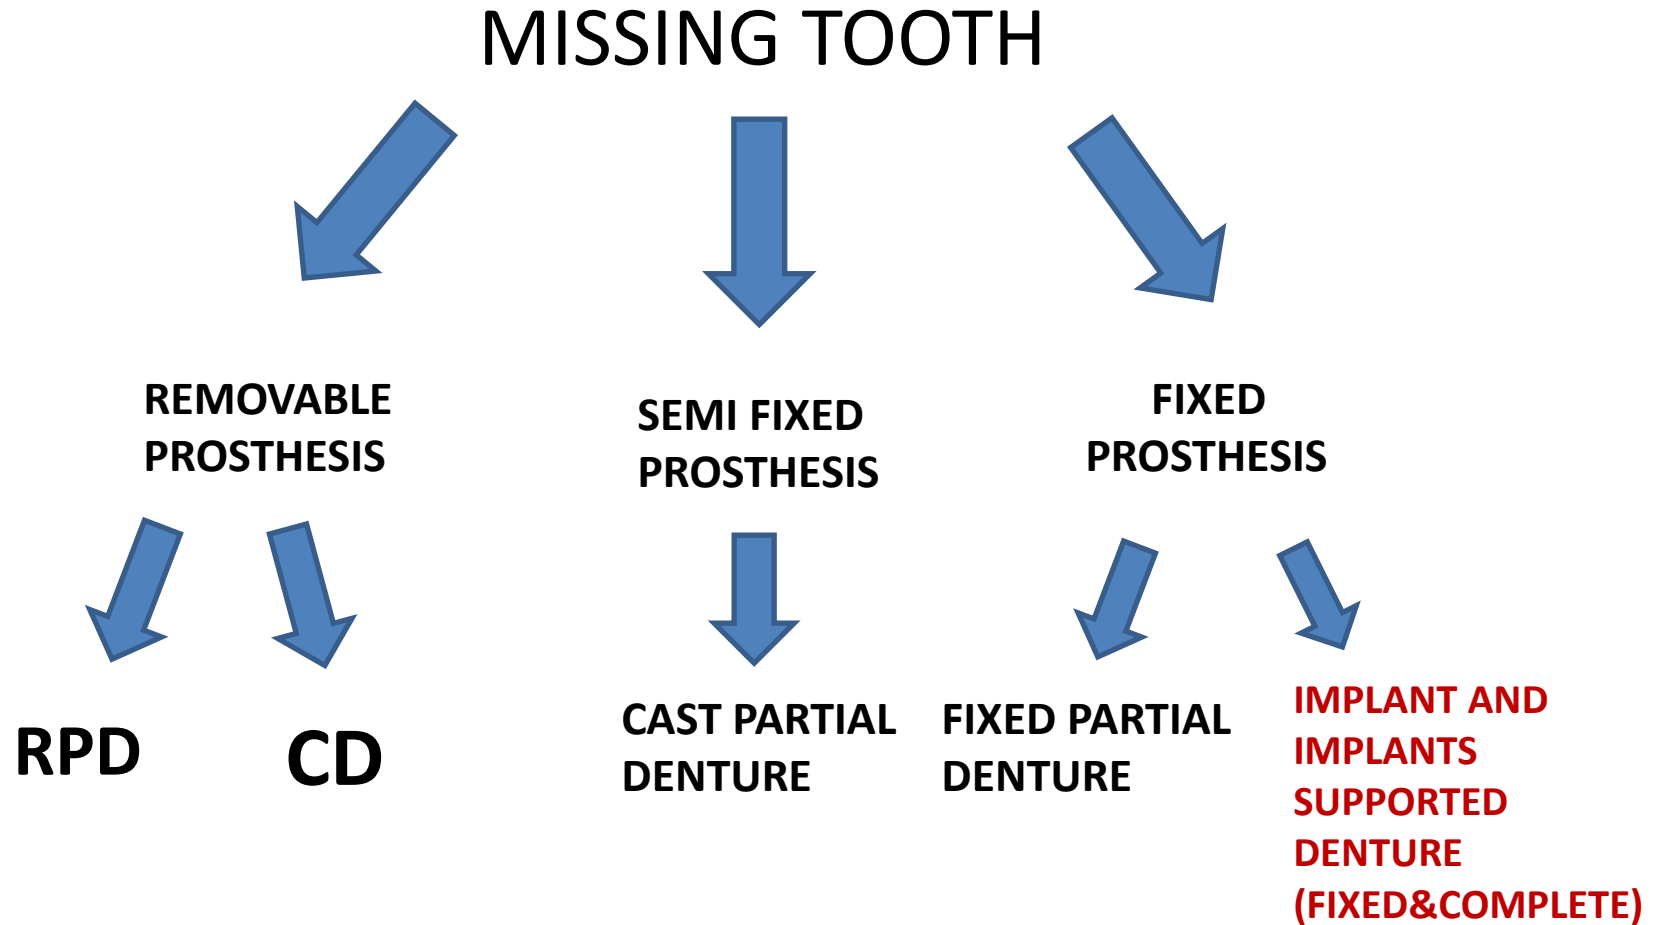 MISSING TOOTH
REMOVABLE
PROSTHESIS
SEMI FIXED
PROSTHESIS
FIXED
PROSTHESIS
RPD
CD
CAST PARTIAL
DENTURE
FIXED PARTIAL
DENTURE
IMPLANT AND
IMPLANTS
SUPPORTED
DENTURE
(FIXED&COMPLETE)